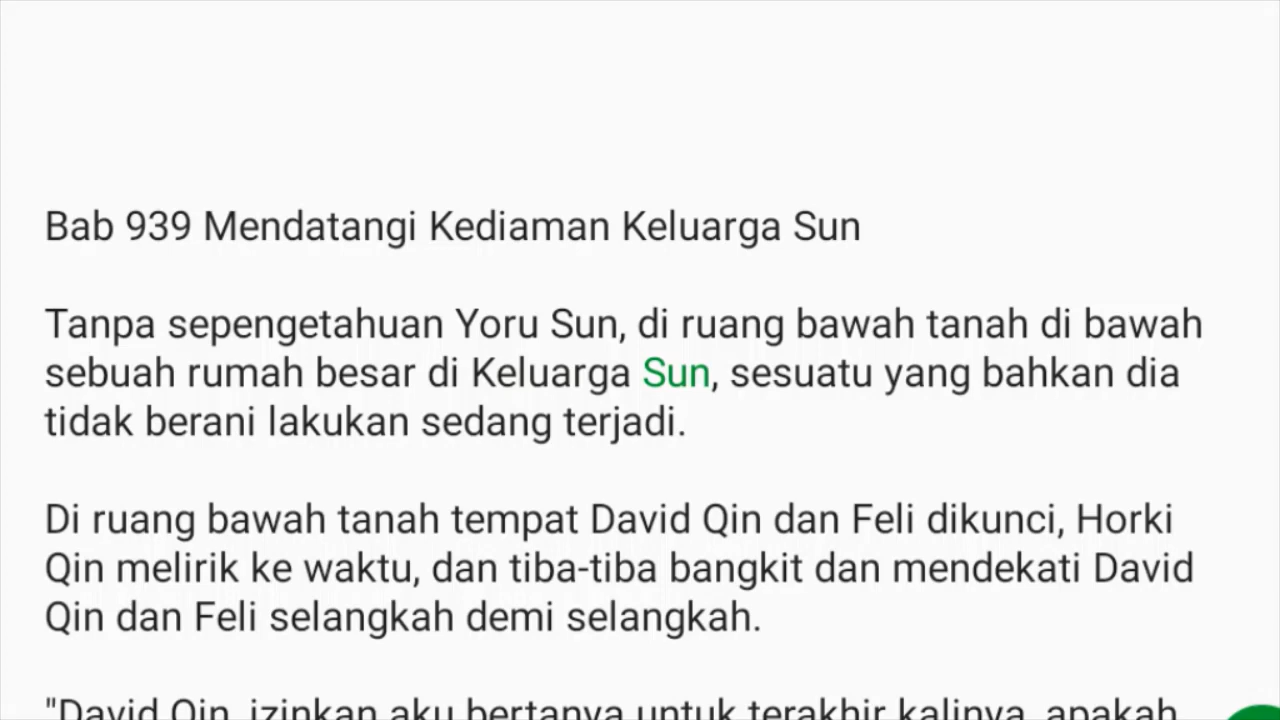 Bab 939 Mendatangi Kediaman Keluarga Sun
Tanpa sepengetahuan Yoru Sun, di ruang bawah tanah di bawah
sebuah rumah besar di Keluarga Sun, sesuatu yang bahkan dia
tidak berani lakukan sedang terjadi.
Di ruang bawah tanah tempat David Qin dan Feli dikunci, Horki
Qin melirik ke waktu, dan tiba-tiba bangkit dan mendekati David
Qin dan Feli selangkah demi selangkah.
"David Qin, izinkan aku bertanya untuk terakhir kalinya, apakah